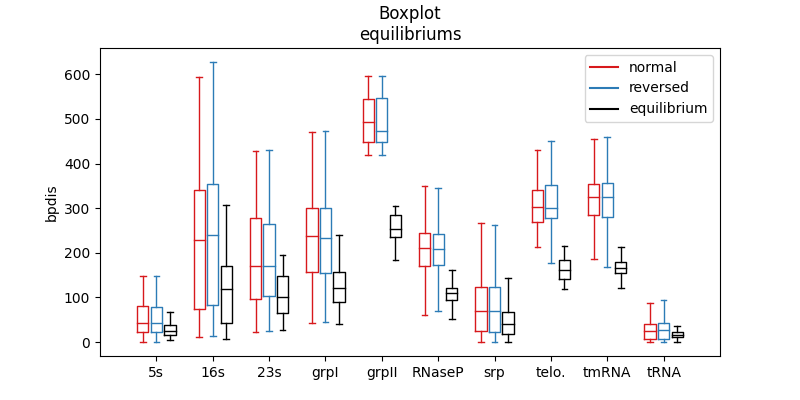 Boxplot
equilibriums
normal
reversed
equilibrium
bpdis
600
500
400
300
200
100
0
5s 16s 23s grpI grpII RNaseP srp telo. tmRNA tRNA